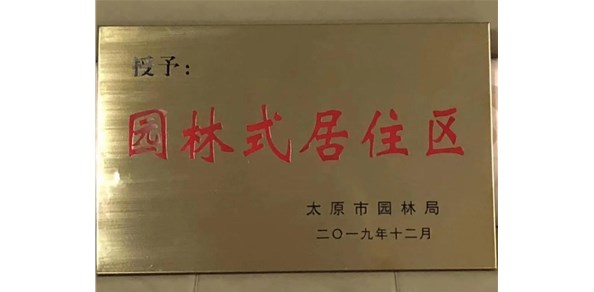 授予：
园林式居住区
太原市园林局
二〇一九年十二月